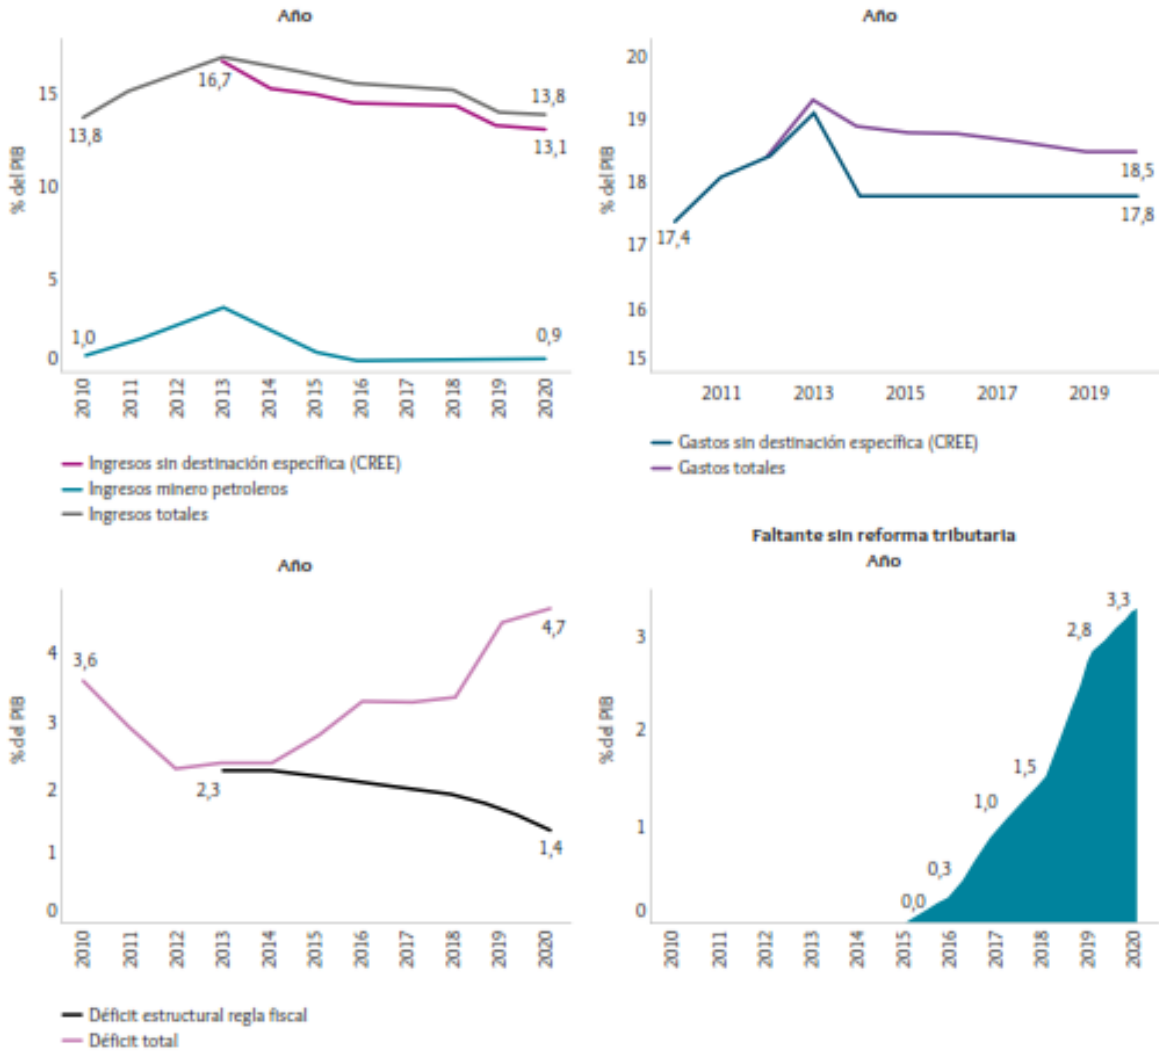 Año
% del PIB
15
10
5
0
13,8
16,7
13,8
13,1
1,0
0,9
2010 2011 2012 2013 2014 2015 2016 2017 2018 2019 2020
Ingresos sin destinación específica (CREE)
Ingresos minero petroleros
Ingresos totales
Año
% del PIB
20
19
18
17
16
15
17,4
18,5
17,8
2011 2013 2015 2017 2019
Gastos sin destinación específica (CREE)
Gastos totales
Año
% del PIB
4
3
2
1
0
3,6
2,3
4,7
1,4
2010 2011 2012 2013 2014 2015 2016 2017 2018 2019 2020
Déficit estructural regla fiscal
Déficit total
Faltante sin reforma tributaria
Año
% del PIB
3
2
1
0
0,0
0,3
1,0
1,5
2,8
3,3
2010 2011 2012 2013 2014 2015 2016 2017 2018 2019 2020